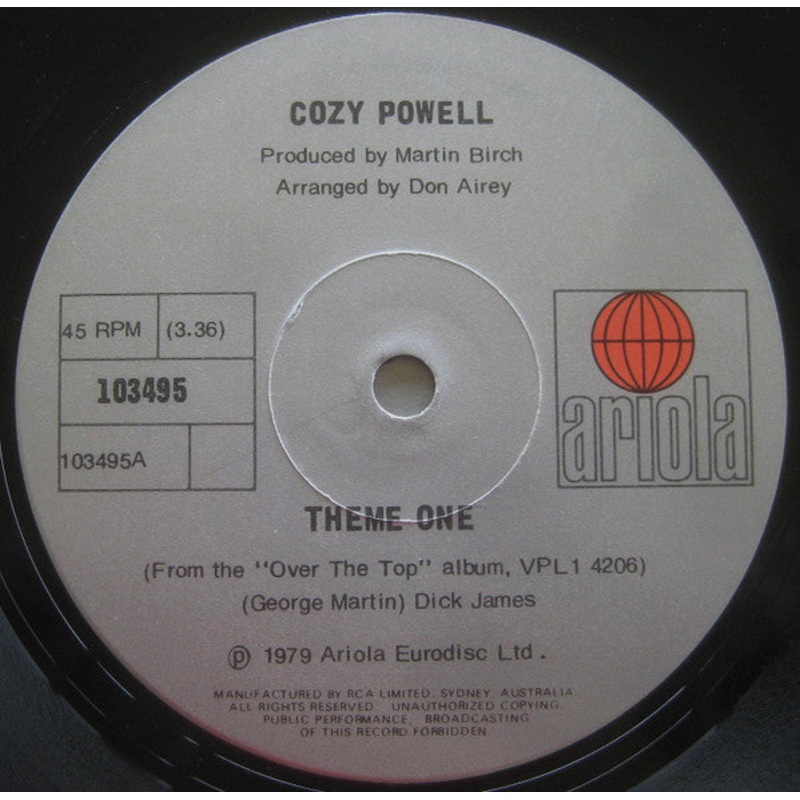 COZY POWELL
Produced by Martin Birch
Arranged by Don Airey
45 RPM (3.36)
103495
103495A
ariola
THEME ONE
(From the "Over The Top" album, VPL1 4206)
(George Martin) Dick James
℗ 1979 Ariola Eurodisc Ltd.
MANUFACTURED BY RCA LIMITED, SYDNEY, AUSTRALIA
ALL RIGHTS RESERVED. UNAUTHORIZED COPYING,
PUBLIC PERFORMANCE, BROADCASTING
OF THIS RECORD FORBIDDEN.